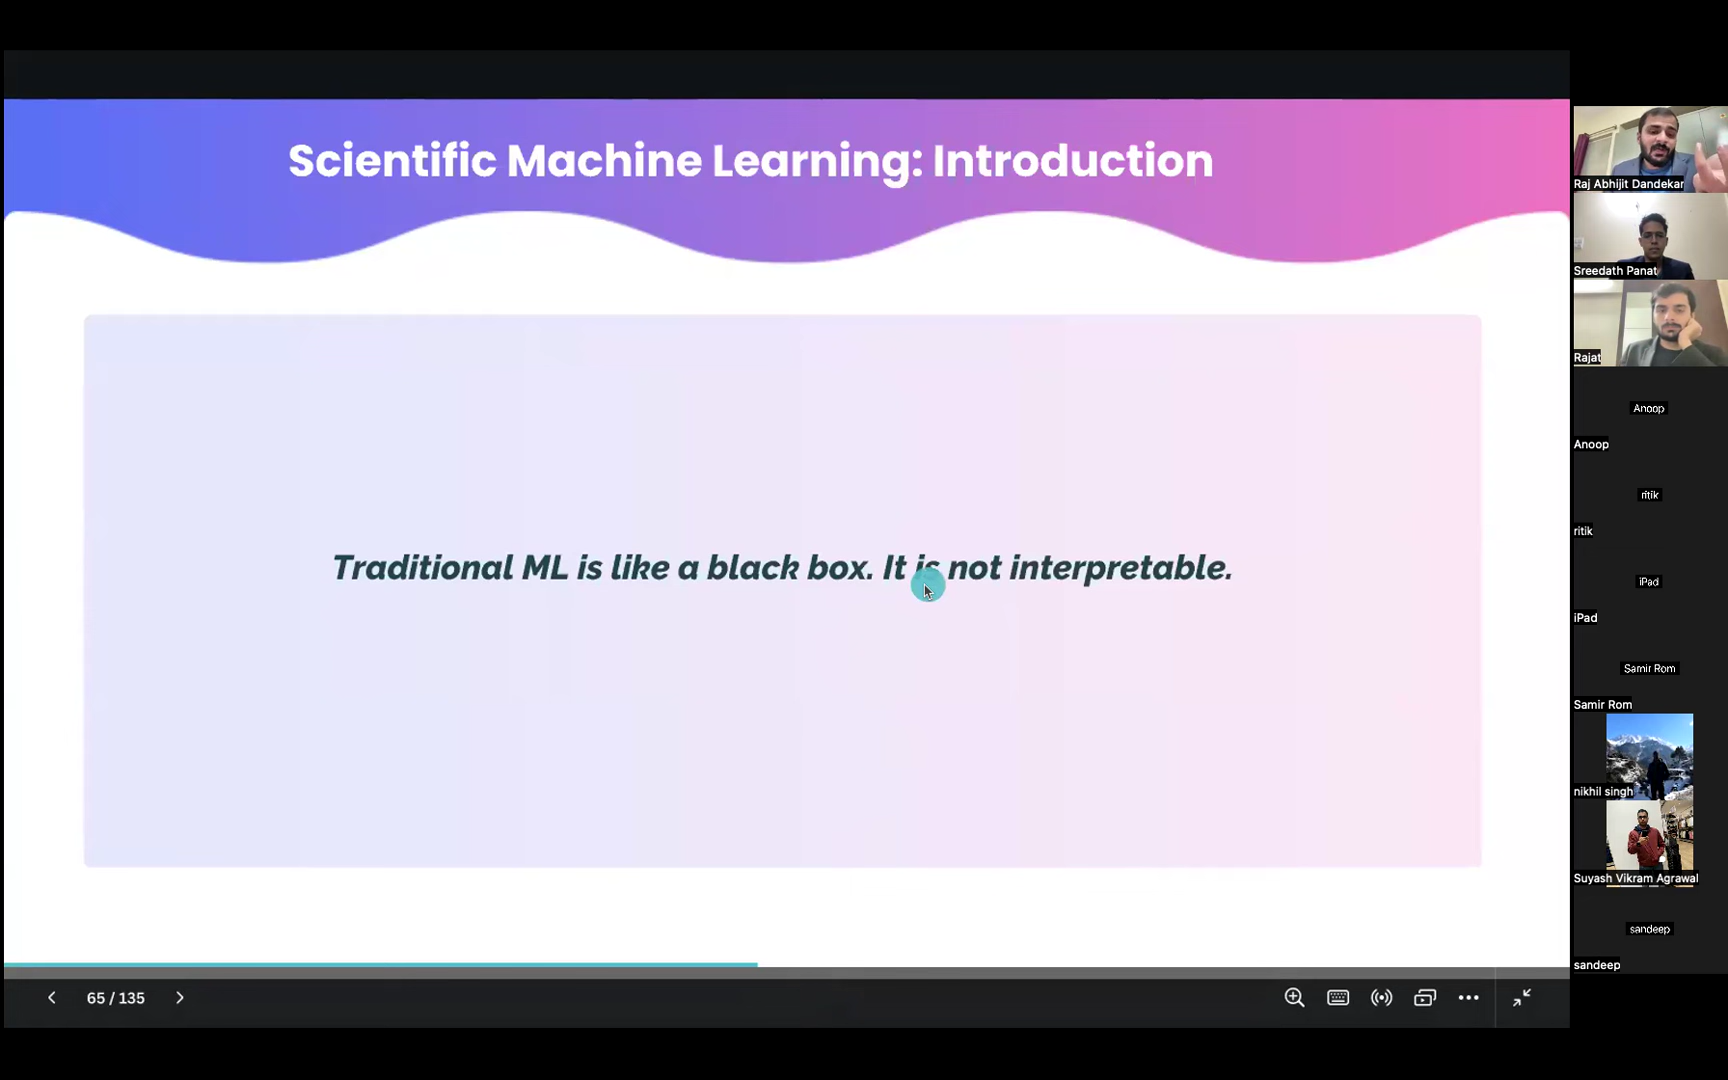 Scientific Machine Learning: Introduction
Traditional ML is like a black box. It is not interpretable.
65 / 135
Raj Abhijit Dandekar
Sreedath Panat
Rajat
Anoop
Anoop
ritik
ritik
iPad
iPad
Samir Rom
Samir Rom
nikhil singh
Suyash Vikram Agrawal
sandeep
sandeep